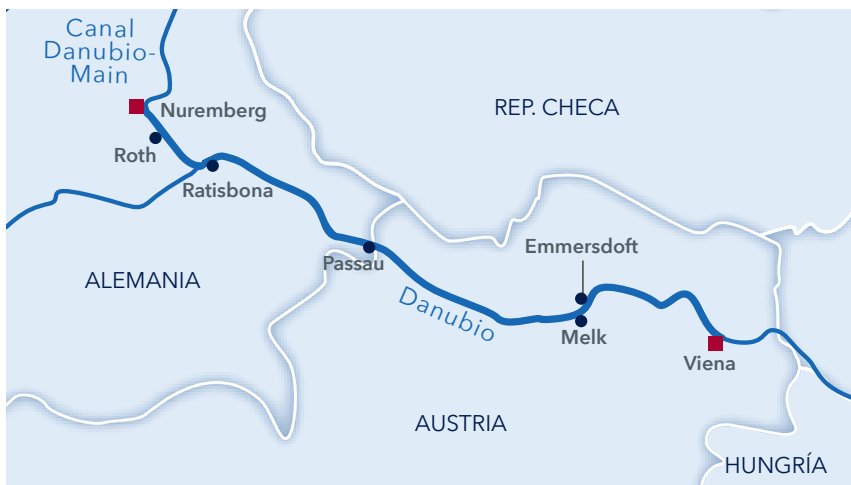 Canal
Danubio-
Main
Nuremberg
REP. CHECA
Roth
Ratisbona
Emmersdoft
Passau
ALEMANIA
Danubio
Melk
Viena
AUSTRIA
HUNGRÍA